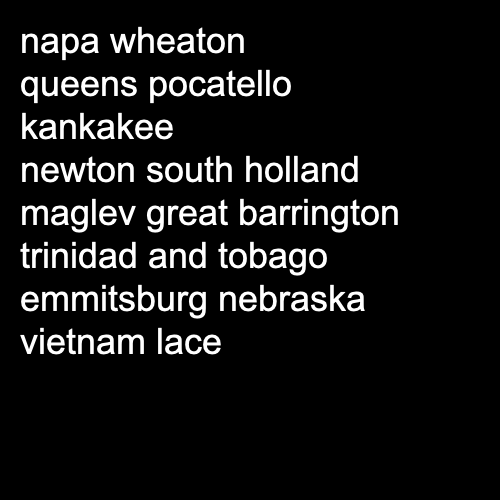 napa wheaton
queens pocatello
kankakee
newton south holland
maglev great barrington
trinidad and tobago
emmitsburg nebraska
vietnam lace